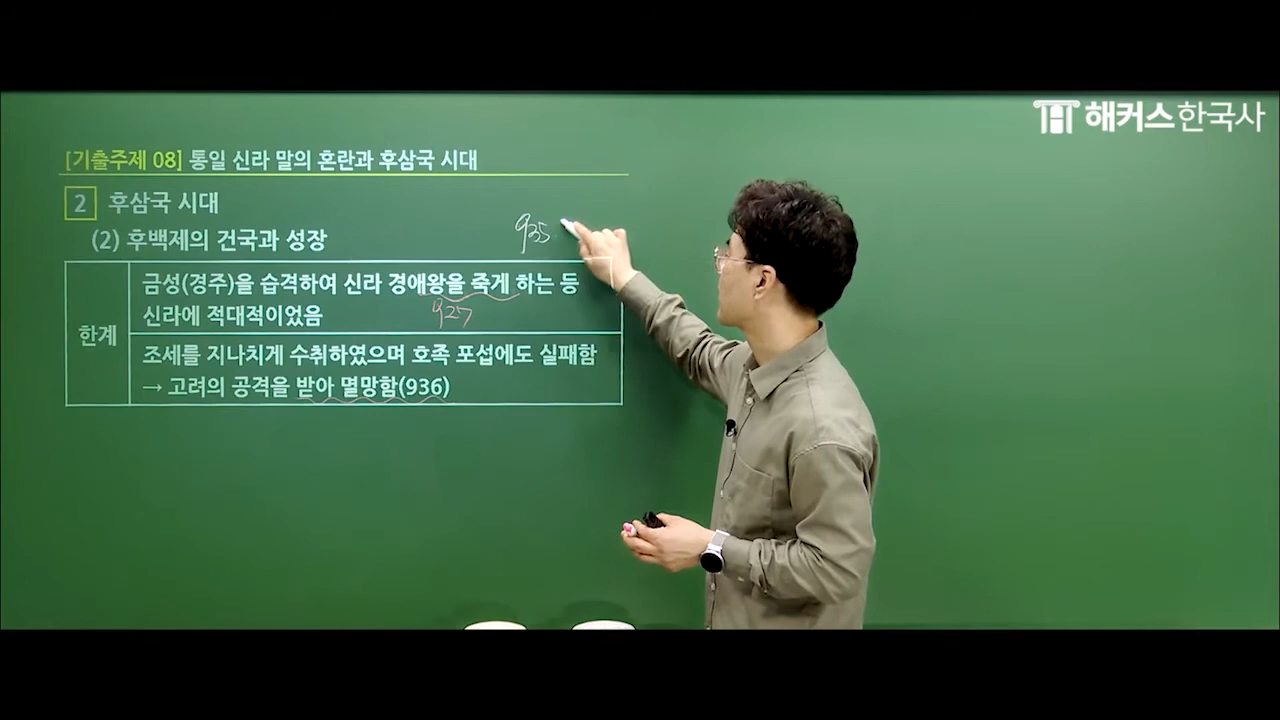 해커스한국사
[기출주제 08] 통일 신라 말의 혼란과 후삼국 시대
2 후삼국 시대
(2) 후백제의 건국과 성장
935
한계
금성(경주)을 습격하여 신라 경애왕을 죽게 하는 등
신라에 적대적이었음
927
조세를 지나치게 수취하였으며 호족 포섭에도 실패함
→ 고려의 공격을 받아 멸망함(936)